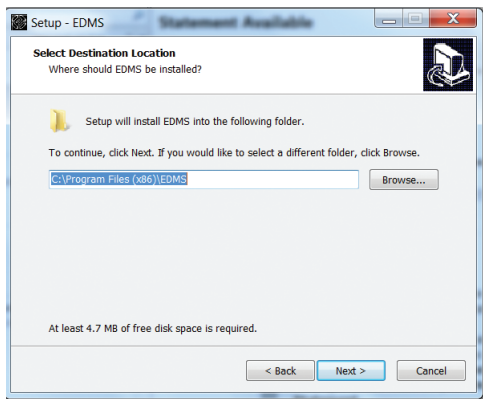 Setup - EDMS
Statement Available
Select Destination Location
Where should EDMS be installed?
Setup will install EDMS into the following folder.
To continue, click Next. If you would like to select a different folder, click Browse.
C:\Program Files (x86)\EDMS
Browse...
At least 4.7 MB of free disk space is required.
< Back
Next >
Cancel